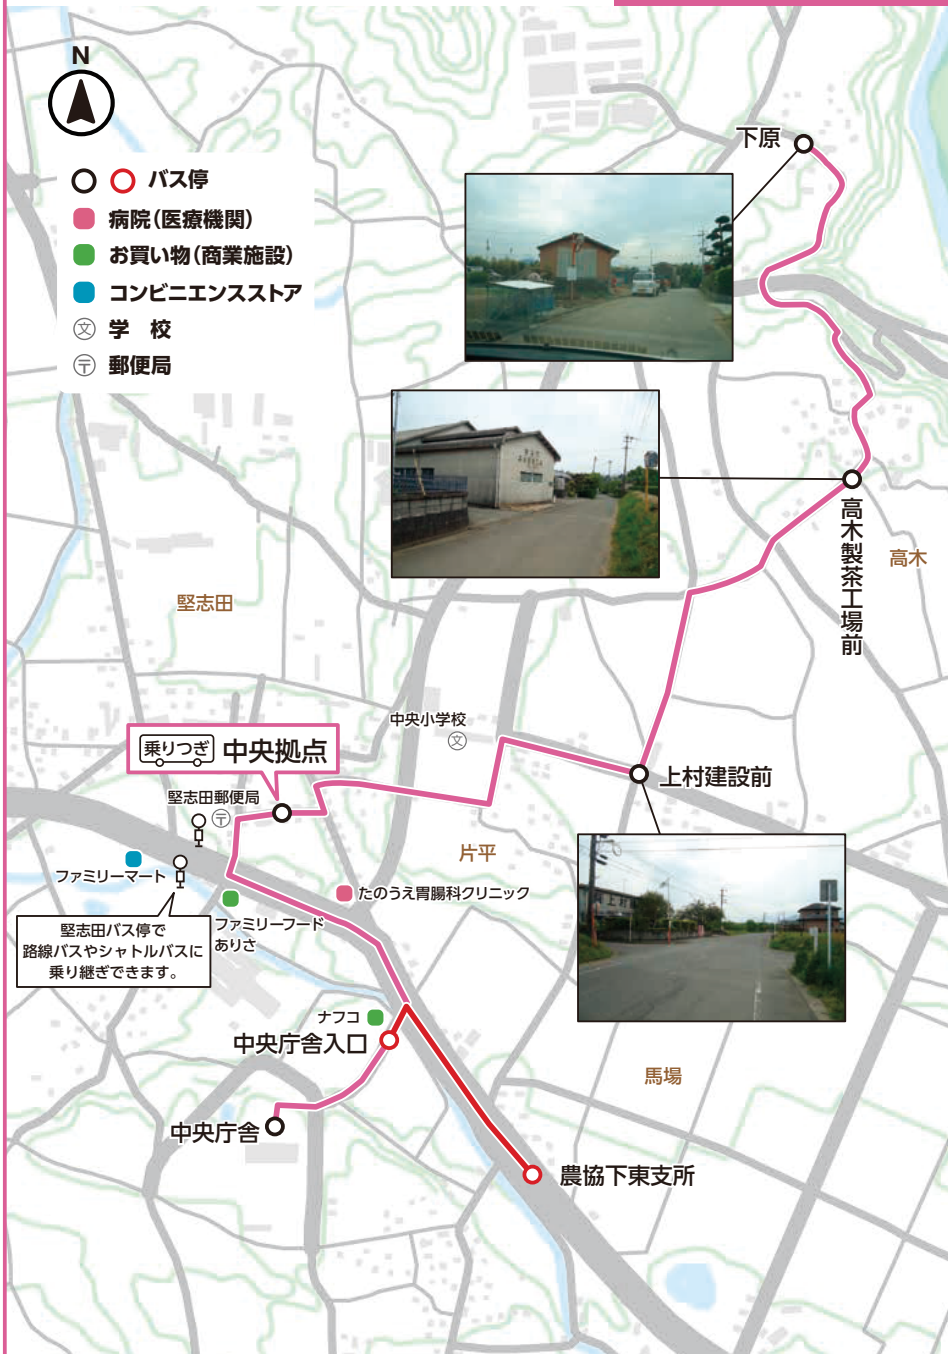 N
バス停
病院(医療機関)
お買い物(商業施設)
コンビニエンスストア
文 学 校
〒 郵便局
下原
高木製茶工場前
高木
堅志田
中央小学校
文
乗りつぎ 中央拠点
上村建設前
堅志田郵便局
〒
片平
ファミリーマート
たのうえ胃腸科クリニック
ファミリーフード
ありさ
堅志田バス停で
路線バスやシャトルバスに
乗り継ぎできます。
ナフコ
中央庁舎入口
馬場
中央庁舎
農協下東支所